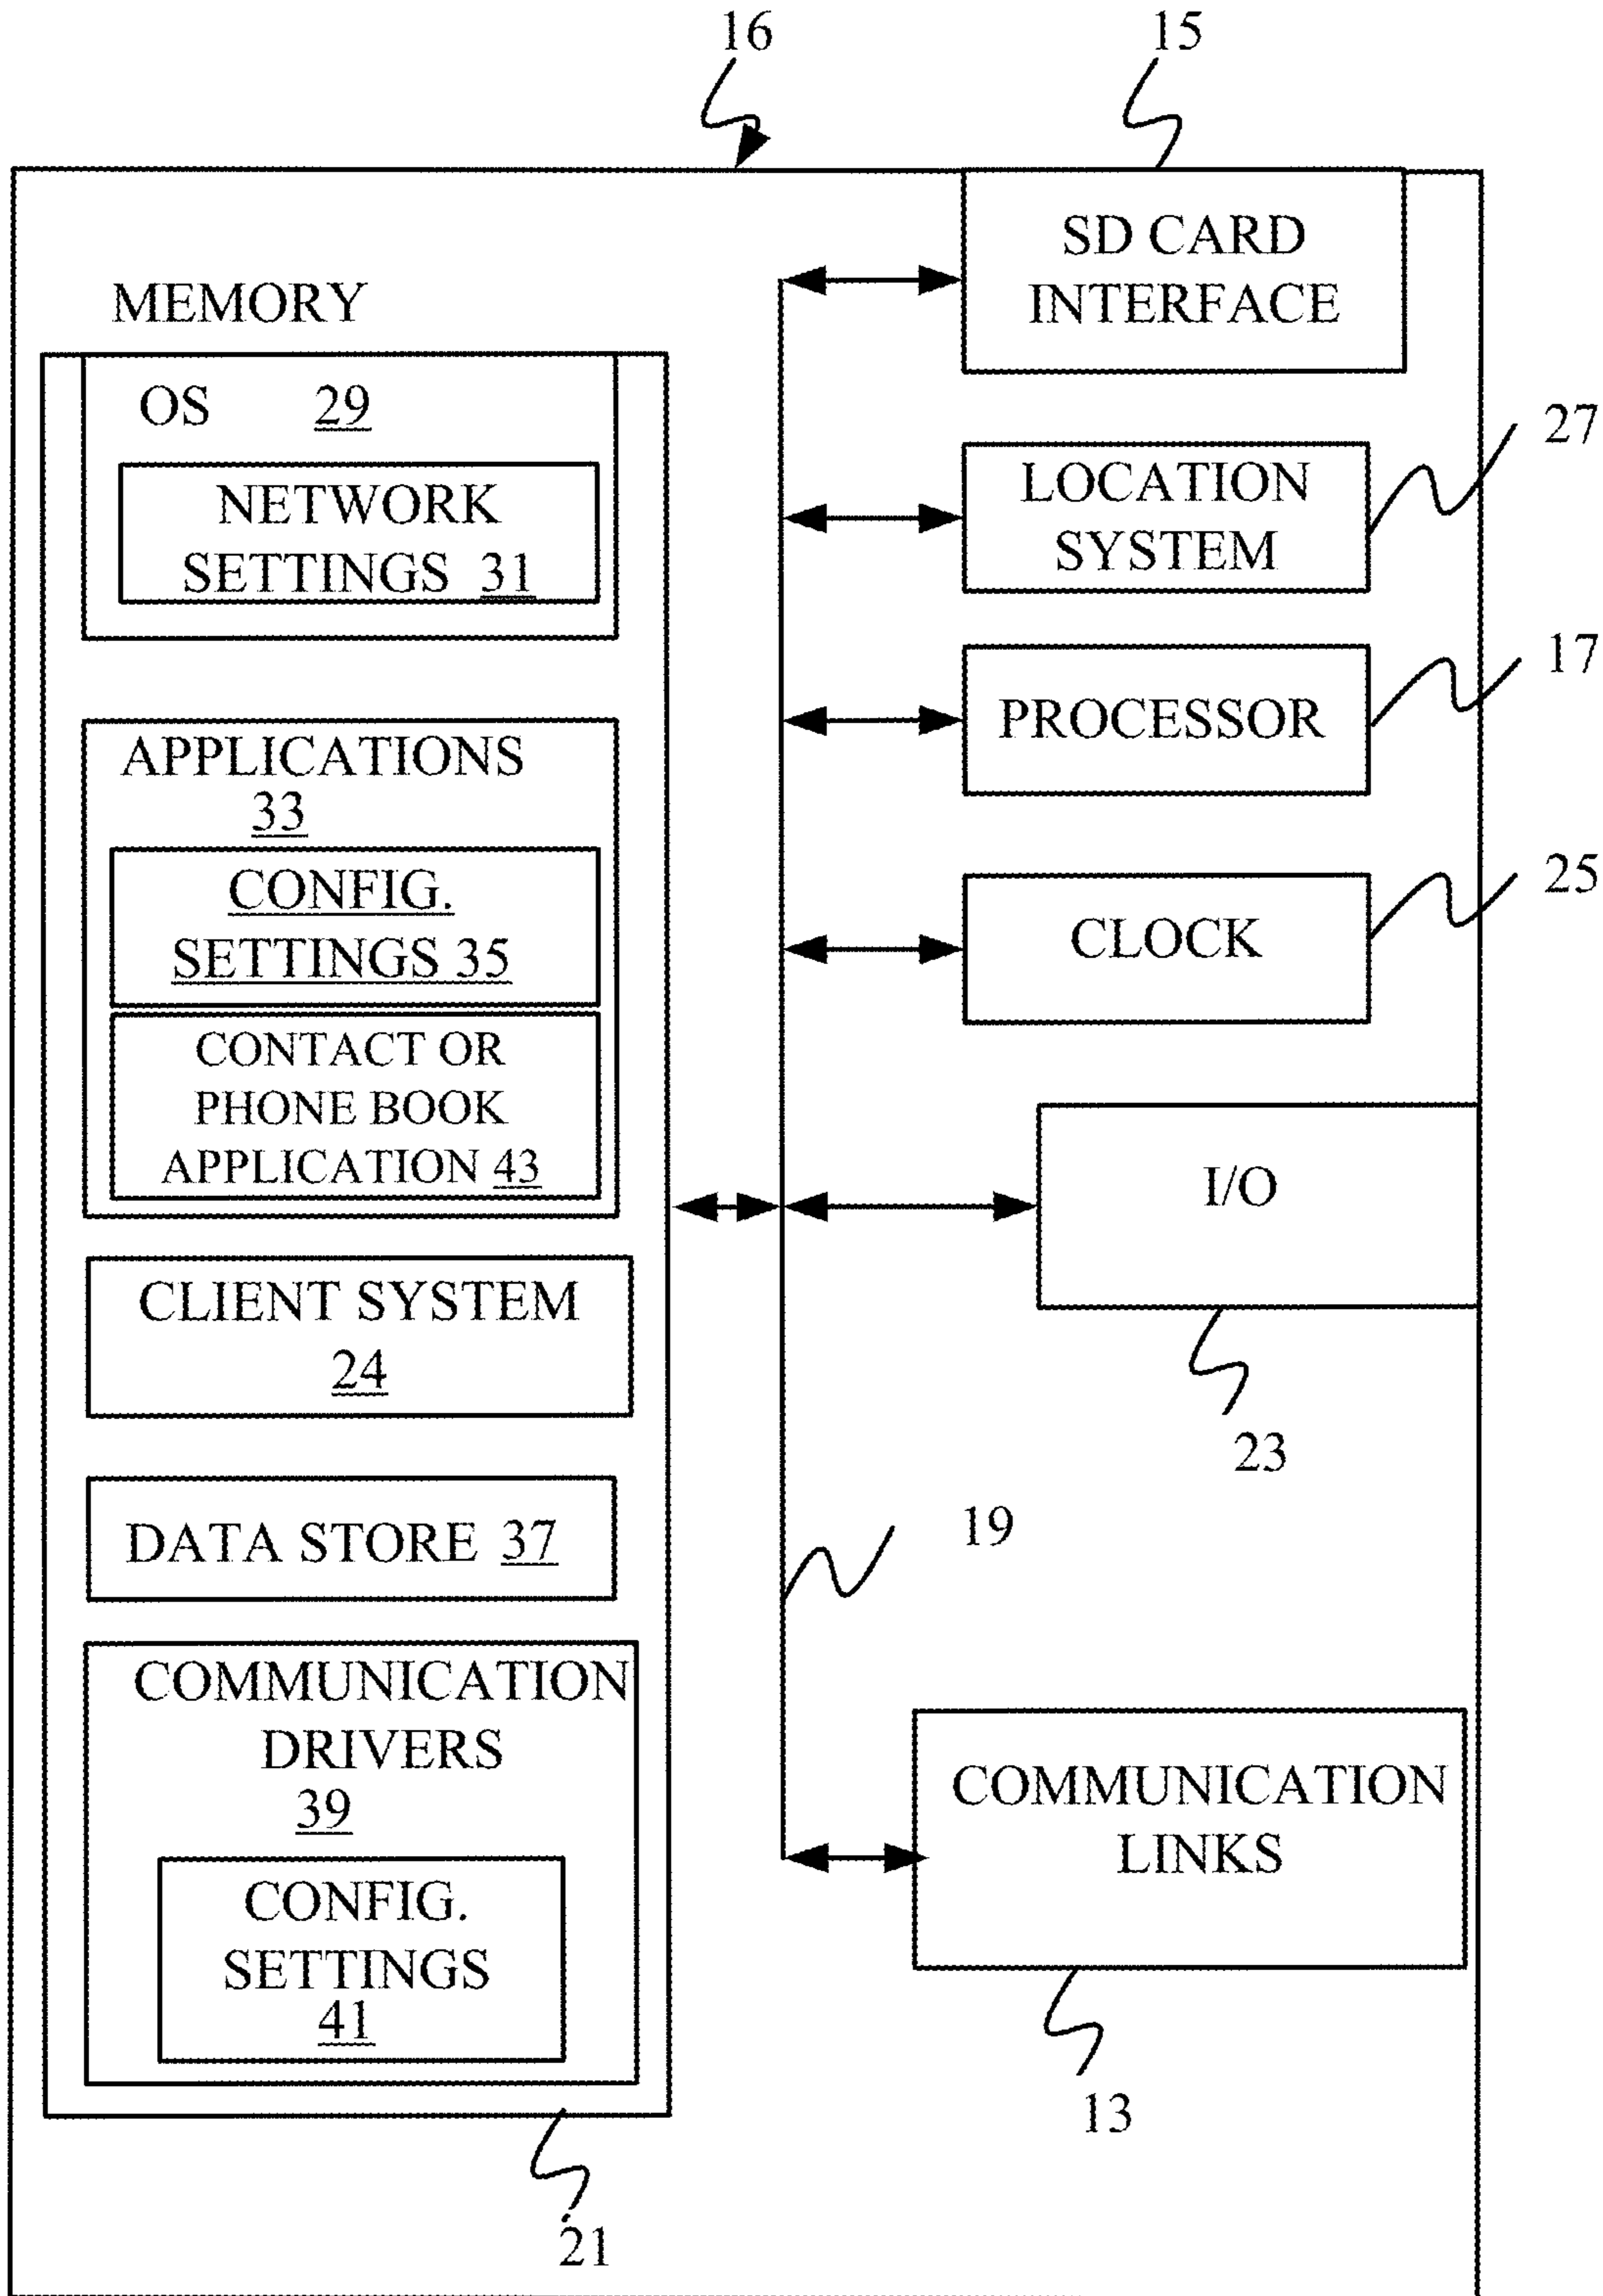 16
15
SD CARD
INTERFACE
MEMORY
OS 29
NETWORK
SETTINGS 31
27
LOCATION
SYSTEM
17
PROCESSOR
APPLICATIONS
33
CONFIG.
SETTINGS 35
25
CLOCK
CONTACT OR
PHONE BOOK
APPLICATION 43
I/O
23
CLIENT SYSTEM
24
DATA STORE 37
19
COMMUNICATION
DRIVERS
39
CONFIG.
SETTINGS
41
COMMUNICATION
LINKS
13
21